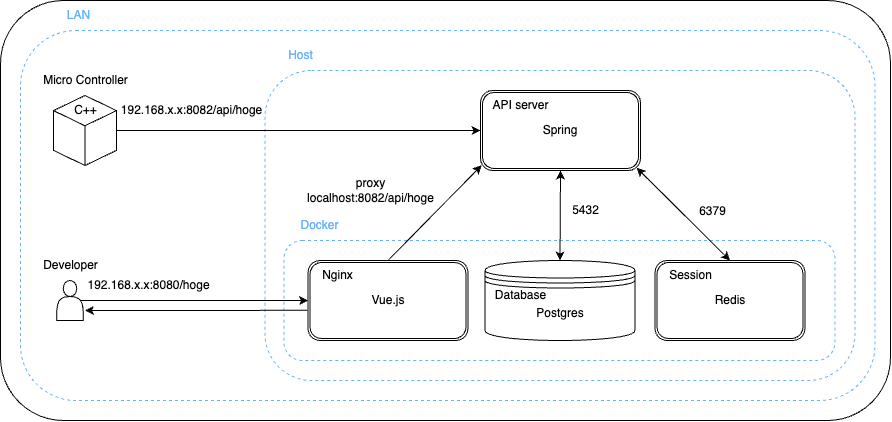 LAN
Host
Micro Controller
C++
192.168.x.x:8082/api/hoge
API server
Spring
proxy
localhost:8082/api/hoge
5432
6379
Docker
Developer
192.168.x.x:8080/hoge
Nginx
Vue.js
Database
Postgres
Session
Redis